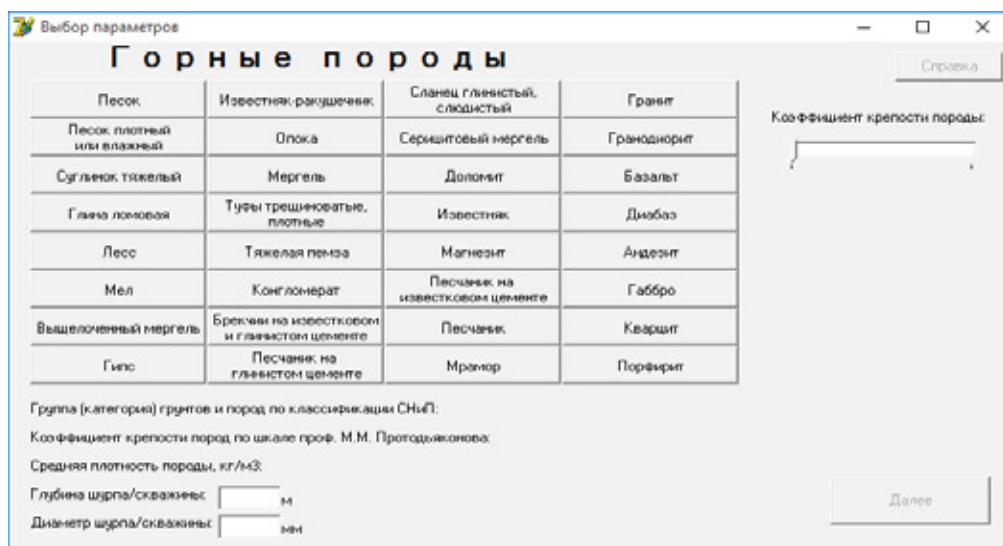 Выбор параметров
Горные породы
Справка
Песок
Известняк-ракушечник
Сланец глинистый,
слюдистый
Гранит
Песок плотный
или влажный
Опока
Серицитовый мергель
Гранодиорит
Суглинок тяжелый
Мергель
Доломит
Базальт
Глина ломовая
Туфы трещиноватые,
плотные
Известняк
Диабаз
Лесс
Тяжелая пемза
Магнезит
Андезит
Мел
Конгломерат
Песчаник на
известковом цементе
Габбро
Выщелоченный мергель
Брекчии на известковом
и глинистом цементе
Песчаник
Кварцит
Гипс
Песчаник на
глинистом цементе
Мрамор
Порфирит
Коэффициент крепости породы:
Группа (категория) грунтов и пород по классификации СНиП:
Коэффициент крепости пород по шкале проф. М.М. Протодьяконова:
Средняя плотность породы, кг/м3:
Глубина шурпа/скважины: м
Диаметр шурпа/скважины: мм
Далее